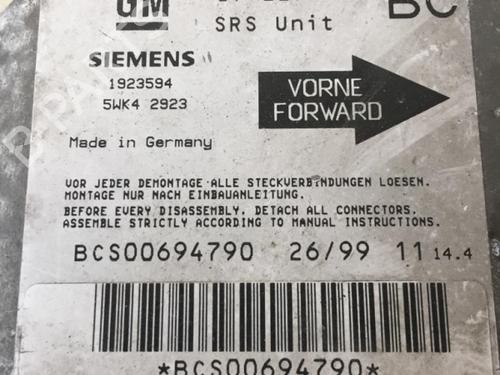 GM
SRS Unit
BC
SIEMENS
1923594
5WK4 2923
VORNE
FORWARD
Made in Germany
VOR JEDER DEMONTAGE ALLE STECKVERBINDUNGEN LOESEN.
MONTAGE NUR NACH EINBAUANLEITUNG.
BEFORE EVERY DISASSEMBLY, DETACH ALL CONNECTORS.
ASSEMBLE STRICTLY ACCORDING TO MANUAL INSTRUCTIONS.
BCS00694790 26/99 11 14.4
*BCS00694790*